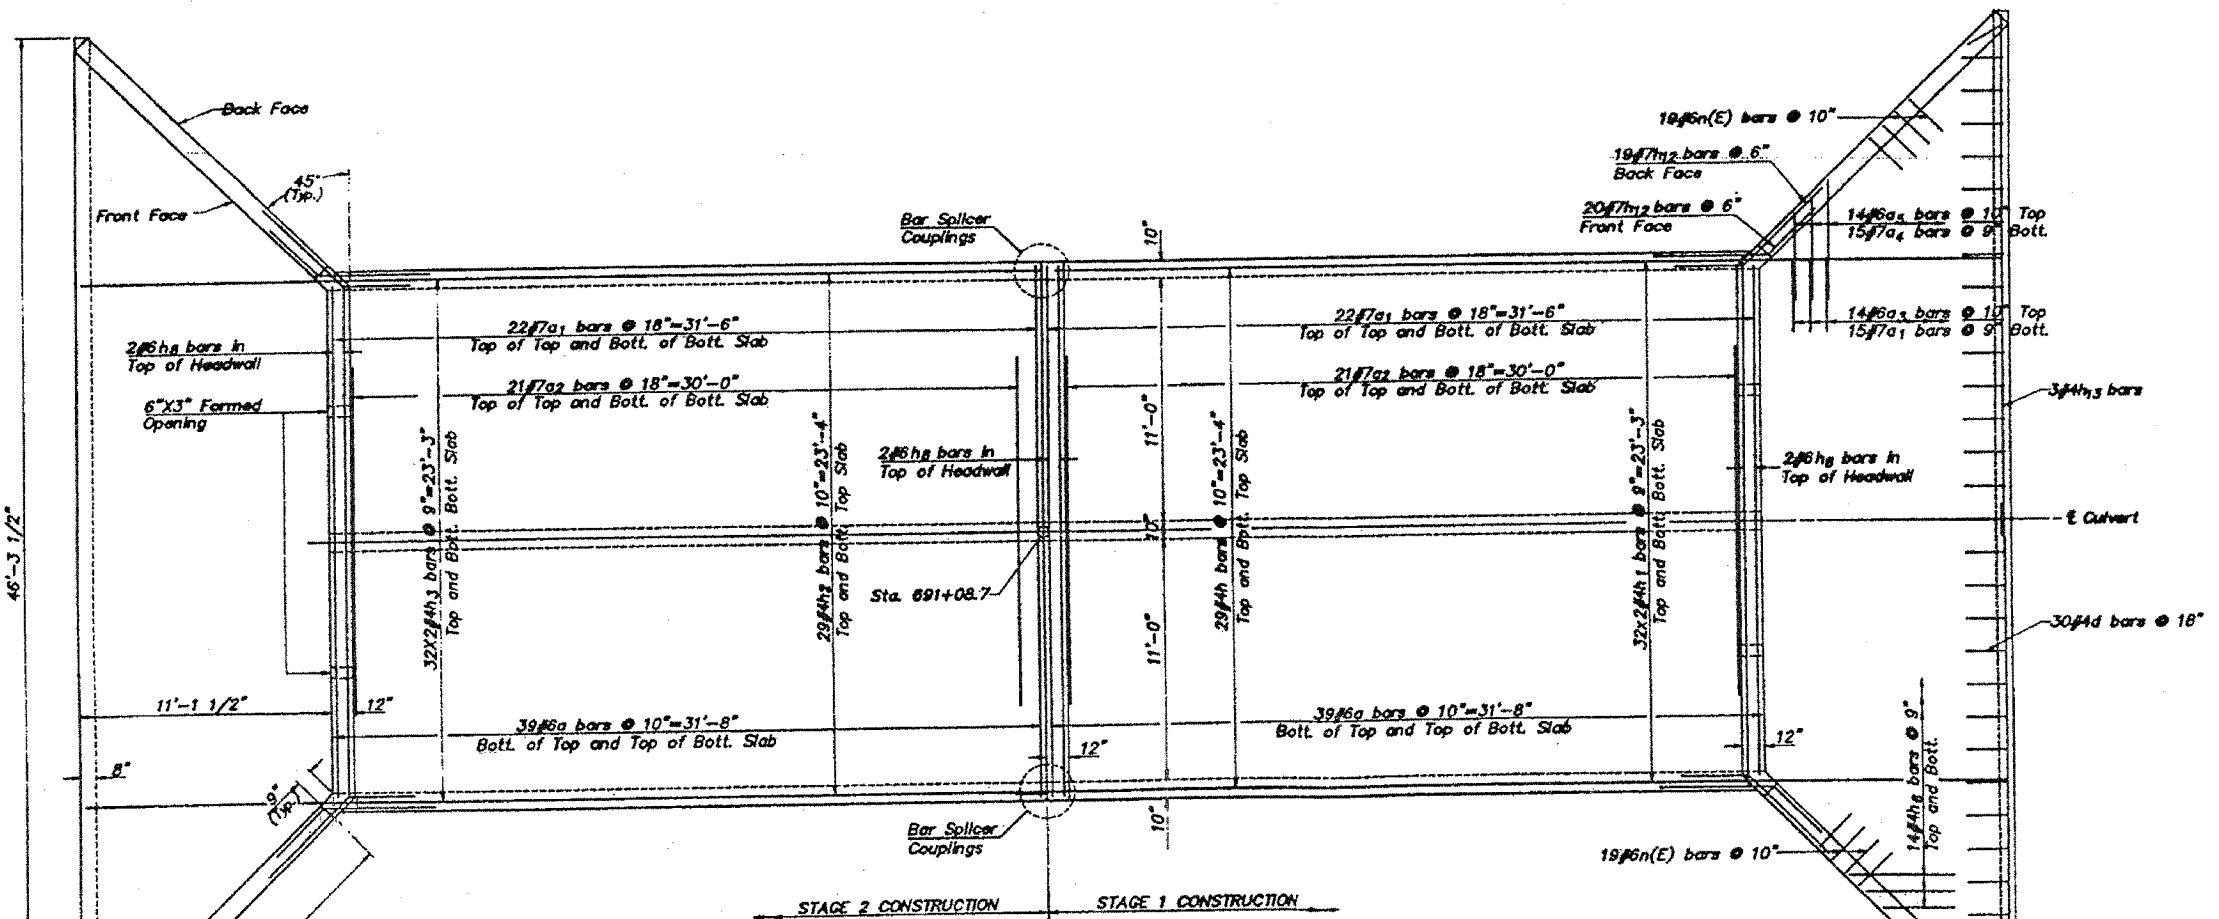 Back Face
45°
(Typ.)
Front Face
Bar Splicer
Couplings
10"
19#6n(E) bars @ 10"
19#7h12 bars @ 6"
Back Face
20#7h12 bars @ 6"
Front Face
14#6a5 bars @ 10" Top
15#7a4 bars @ 9" Bott.
22#7a1 bars @ 18"=31'-6"
Top of Top and Bott. of Bott. Slab
22#7a1 bars @ 18"=31'-6"
Top of Top and Bott. of Bott. Slab
14#6a3 bars @ 10" Top
15#7a1 bars @ 9" Bott.
2#6h8 bars in
Top of Headwall
21#7a2 bars @ 18"=30'-0"
Top of Top and Bott. of Bott. Slab
21#7a2 bars @ 18"=30'-0"
Top of Top and Bott. of Bott. Slab
3#4h13 bars
6"X3" Formed
Opening
32X2#4h3 bars @ 9"=23'-3"
Top and Bott. Bott. Slab
29#4h2 bars @ 10"=23'-4"
Top and Bott. Top Slab
2#6h8 bars in
Top of Headwall
11'-0"
29#4h bars @ 10"=23'-4"
Top and Bott. Top Slab
32x2#4h1 bars @ 9"=23'-3"
Top and Bott. Bott. Slab
2#6h8 bars in
Top of Headwall
46'-3 1/2"
10"
℄ Culvert
Sta. 691+08.7
11'-0"
30#4d bars @ 18"
11'-1 1/2"
12"
39#6a bars @ 10"=31'-8"
Bott. of Top and Top of Bott. Slab
39#6a bars @ 10"=31'-8"
Bott. of Top and Top of Bott. Slab
12"
12"
8"
9"
(Typ.)
14#4h6 bars @ 9"
Top and Bott.
Bar Splicer
Couplings
10"
19#6n(E) bars @ 10"
STAGE 2 CONSTRUCTION
STAGE 1 CONSTRUCTION